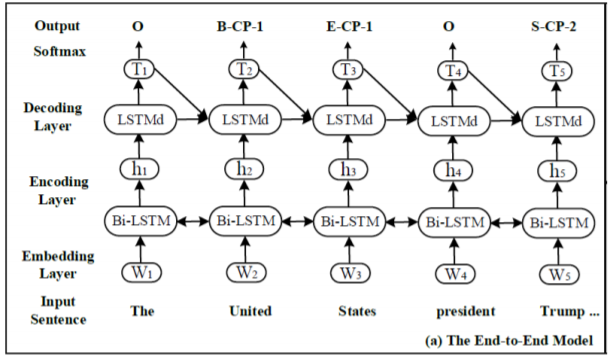 Output O B-CP-1 E-CP-1 O S-CP-2
Softmax
T1 T2 T3 T4 T5
Decoding
Layer
LSTMd LSTMd LSTMd LSTMd LSTMd
h1 h2 h3 h4 h5
Encoding
Layer
Bi-LSTM Bi-LSTM Bi-LSTM Bi-LSTM Bi-LSTM
Embedding
Layer
W1 W2 W3 W4 W5
Input
Sentence
The United States president Trump ...
(a) The End-to-End Model